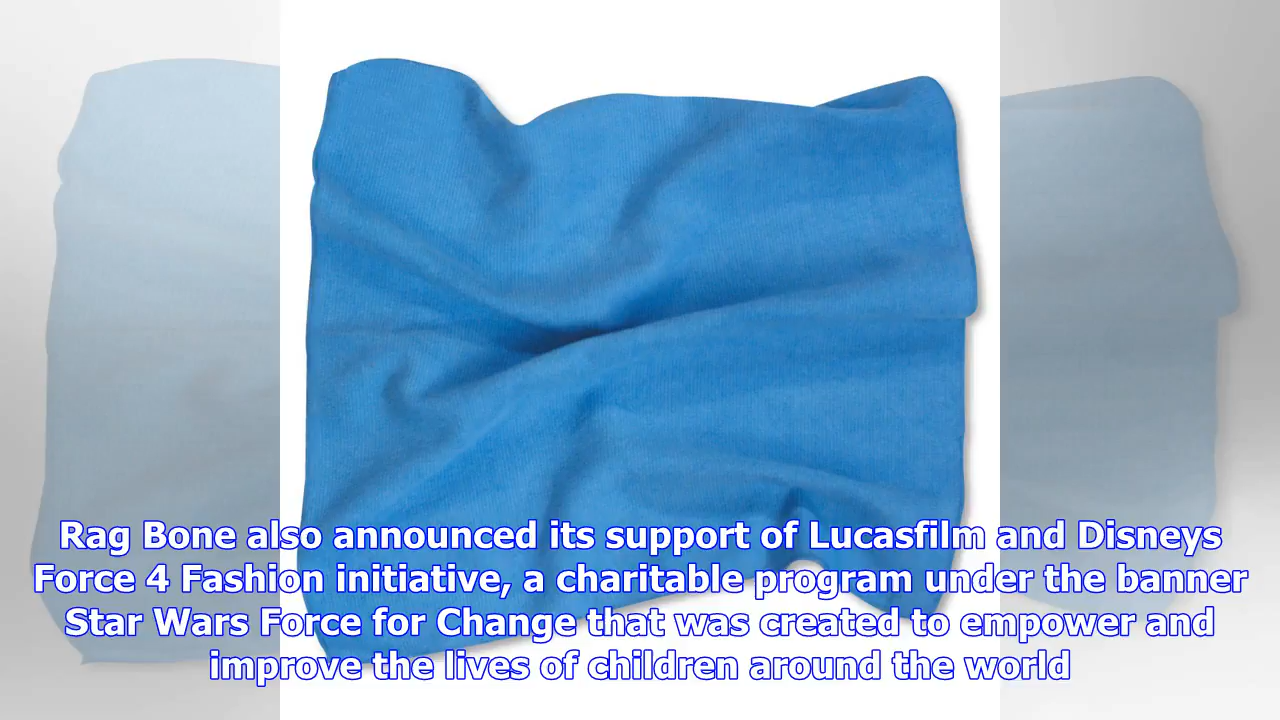 Rag Bone also announced its support of Lucasfilm and Disneys
Force 4 Fashion initiative, a charitable program under the banner
Star Wars Force for Change that was created to empower and
improve the lives of children around the world